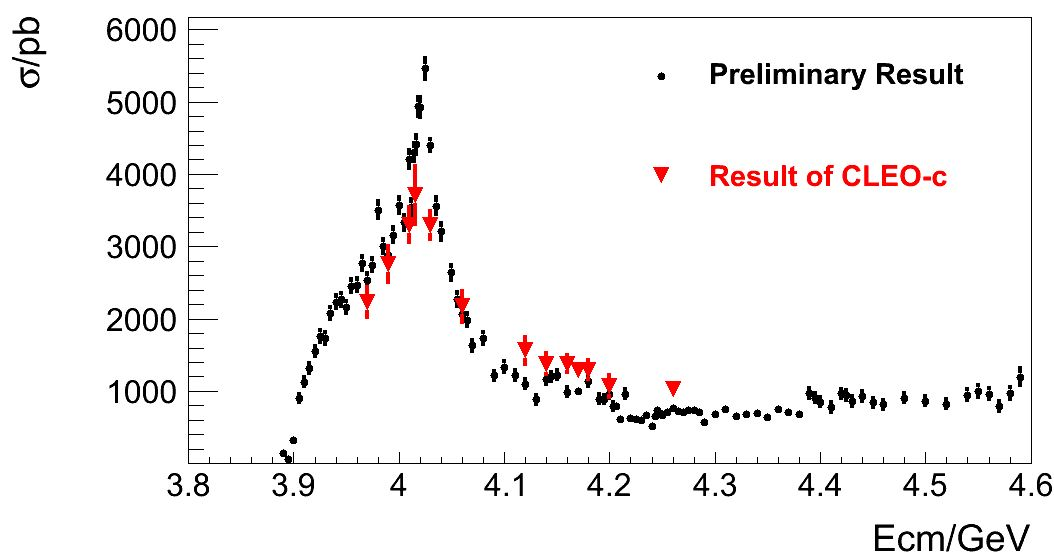 σ/pb
6000
5000
4000
3000
2000
1000
Preliminary Result
Result of CLEO-c
3.8 3.9 4 4.1 4.2 4.3 4.4 4.5 4.6
Ecm/GeV